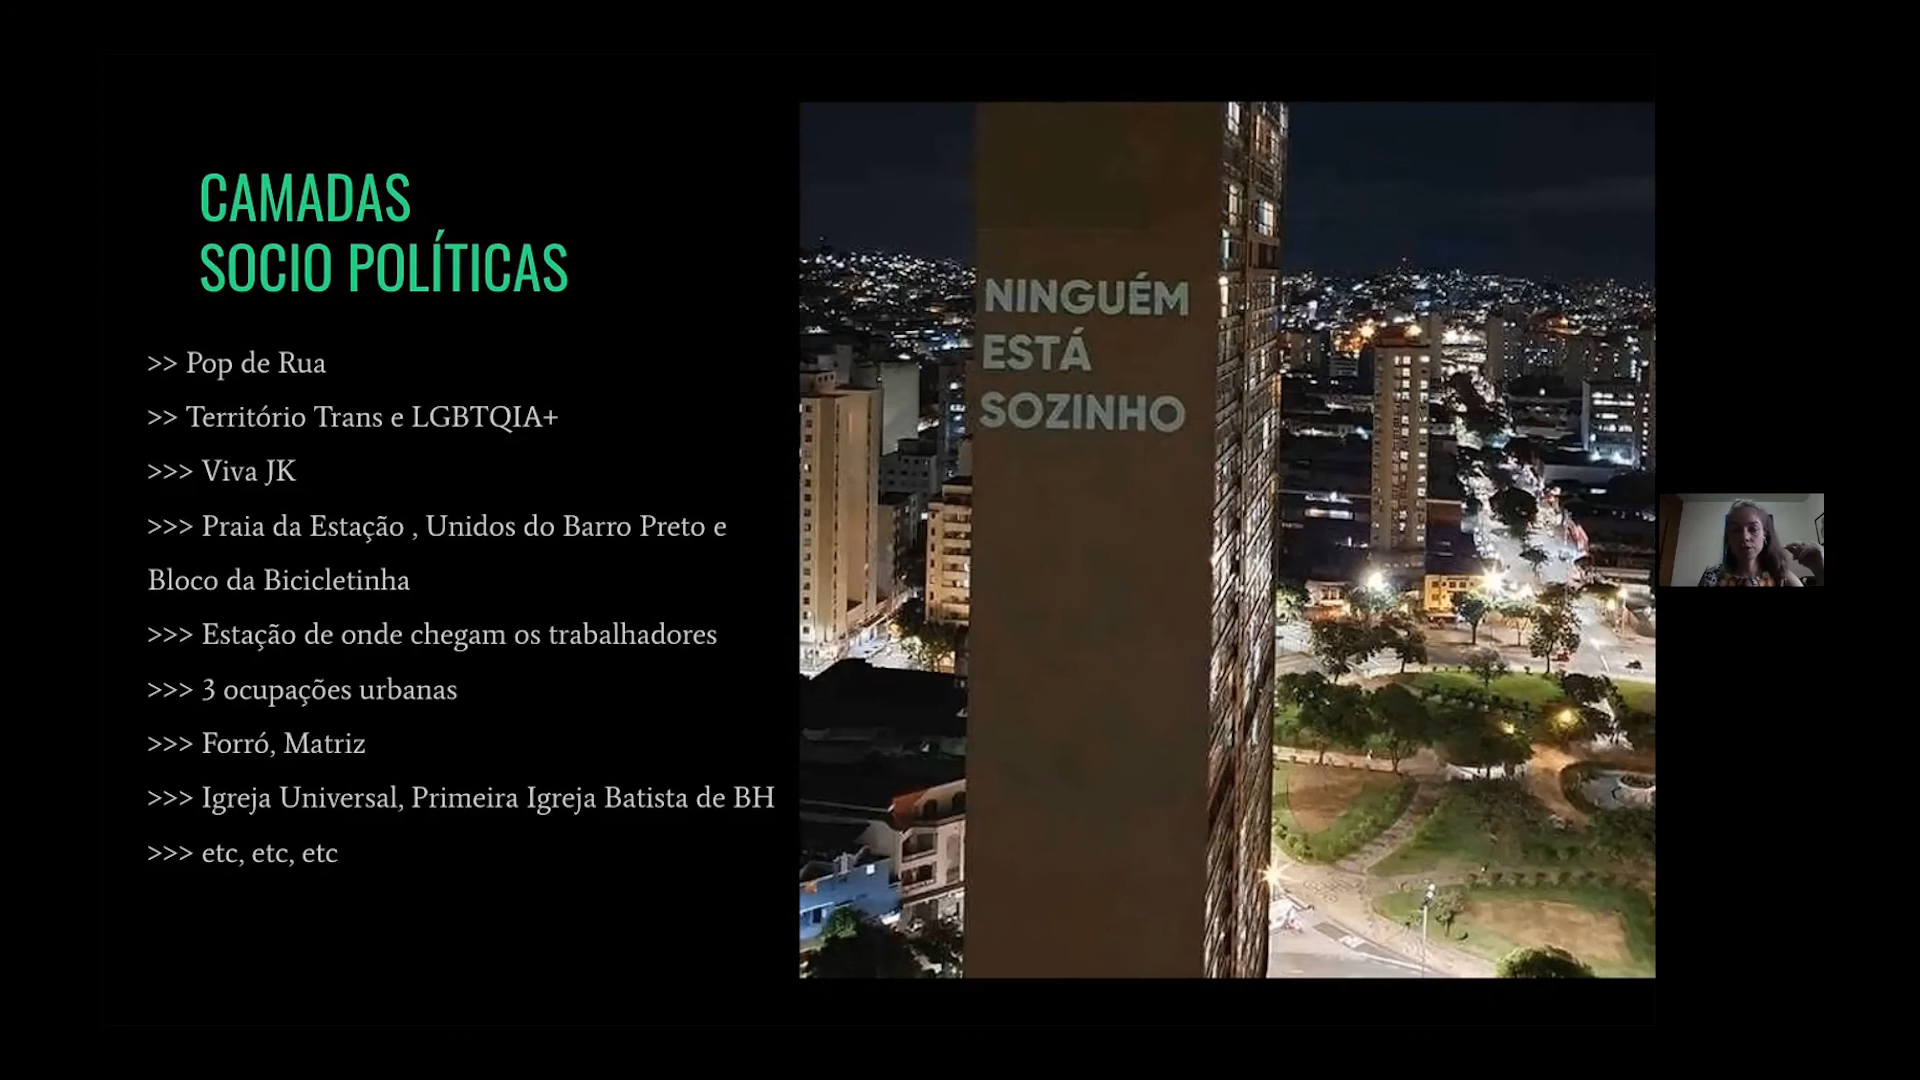 CAMADAS
SOCIO POLÍTICAS
>> Pop de Rua
>> Território Trans e LGBTQIA+
>>> Viva JK
>>> Praia da Estação , Unidos do Barro Preto e
Bloco da Bicicletinha
>>> Estação de onde chegam os trabalhadores
>>> 3 ocupações urbanas
>>> Forró, Matriz
>>> Igreja Universal, Primeira Igreja Batista de BH
>>> etc, etc, etc
NINGUÉM
ESTÁ
SOZINHO